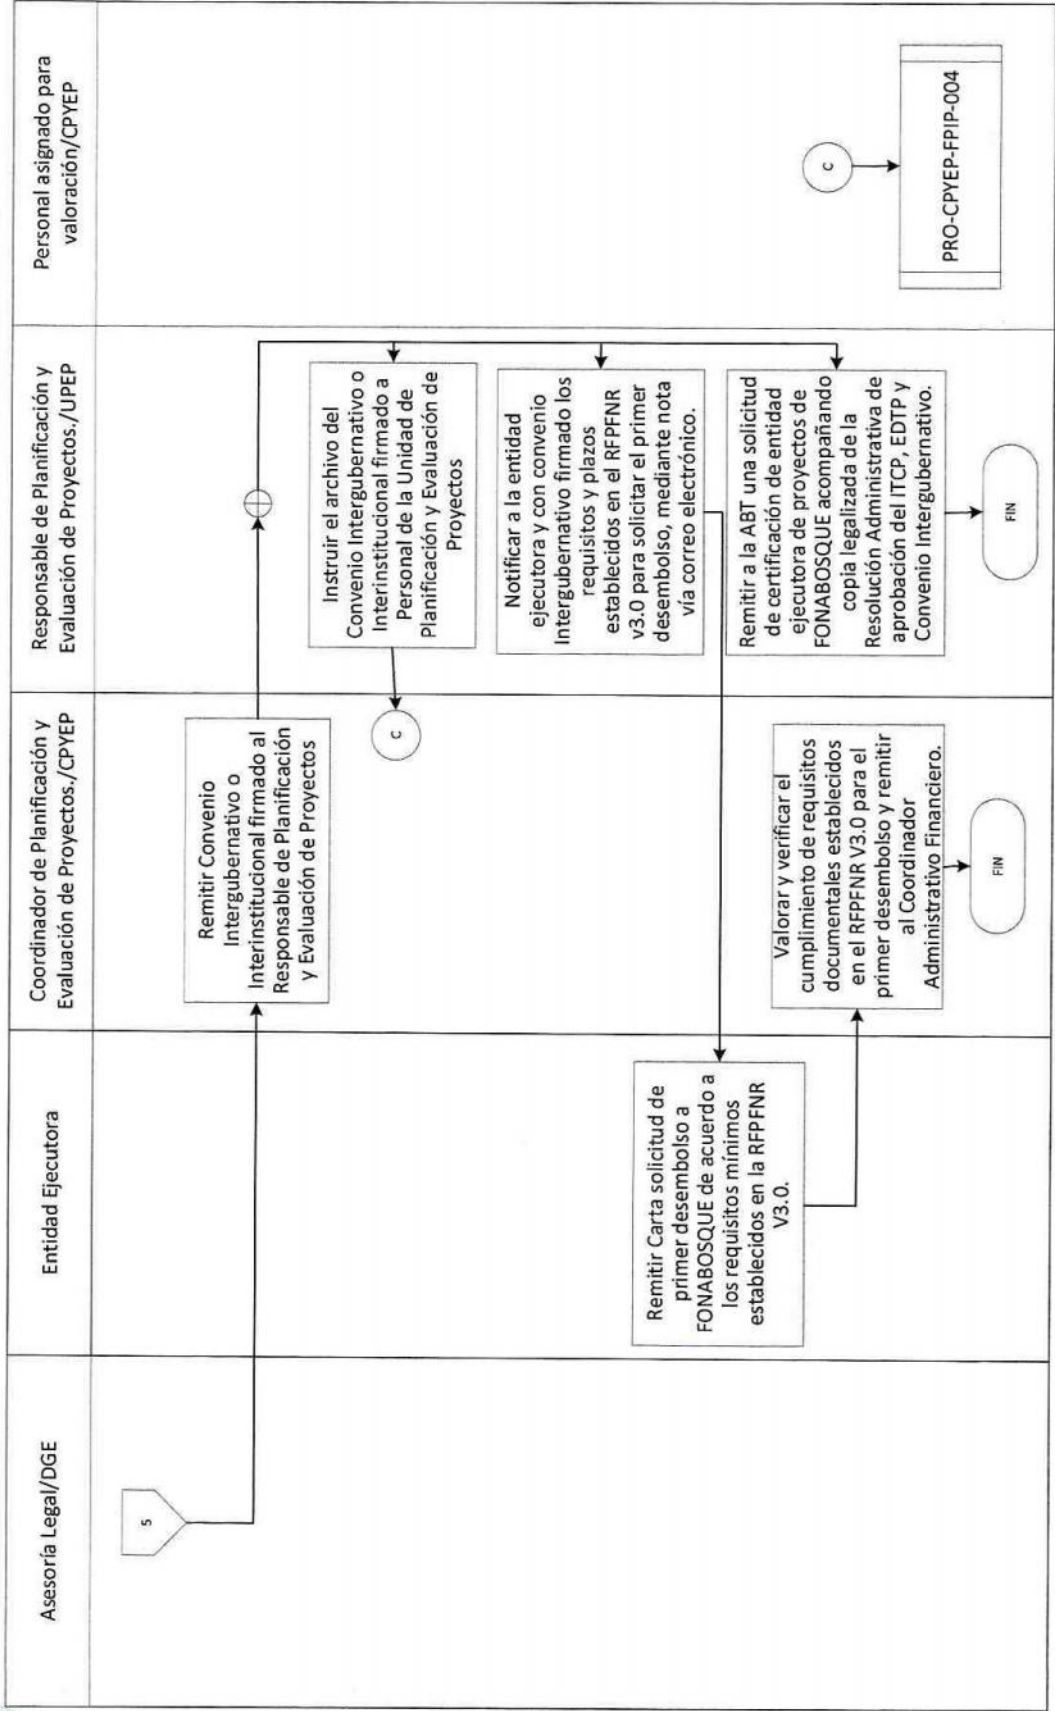 Asesoría Legal/DGE
Entidad Ejecutora
Coordinador de Planificación y
Evaluación de Proyectos./CPYEP
Responsable de Planificación y
Evaluación de Proyectos./UPEP
Personal asignado para
valoración/CPYEP
5
Remitir Convenio
Intergubernativo o
Interinstitucional firmado al
Responsable de Planificación
y Evaluación de Proyectos
Instruir el archivo del
Convenio Intergubernativo o
Interinstitucional firmado a
Personal de la Unidad de
Planificación y Evaluación de
Proyectos
C
Notificar a la entidad
ejecutora y con convenio
Intergubernativo firmado los
requisitos y plazos
establecidos en el RFPFNR
v3.0 para solicitar el primer
desembolso, mediante nota
vía correo electrónico.
Remitir Carta solicitud de
primer desembolso a
FONABOSQUE de acuerdo a
los requisitos mínimos
establecidos en la RFPFNR
V3.0.
Valorar y verificar el
cumplimiento de requisitos
documentales establecidos
en el RFPFNR V3.0 para el
primer desembolso y remitir
al Coordinador
Administrativo Financiero.
FIN
Remitir a la ABT una solicitud
de certificación de entidad
ejecutora de proyectos de
FONABOSQUE acompañando
copia legalizada de la
Resolución Administrativa de
aprobación del ITCP, EDTP y
Convenio Intergubernativo.
FIN
C
PRO-CPYEP-FPIP-004